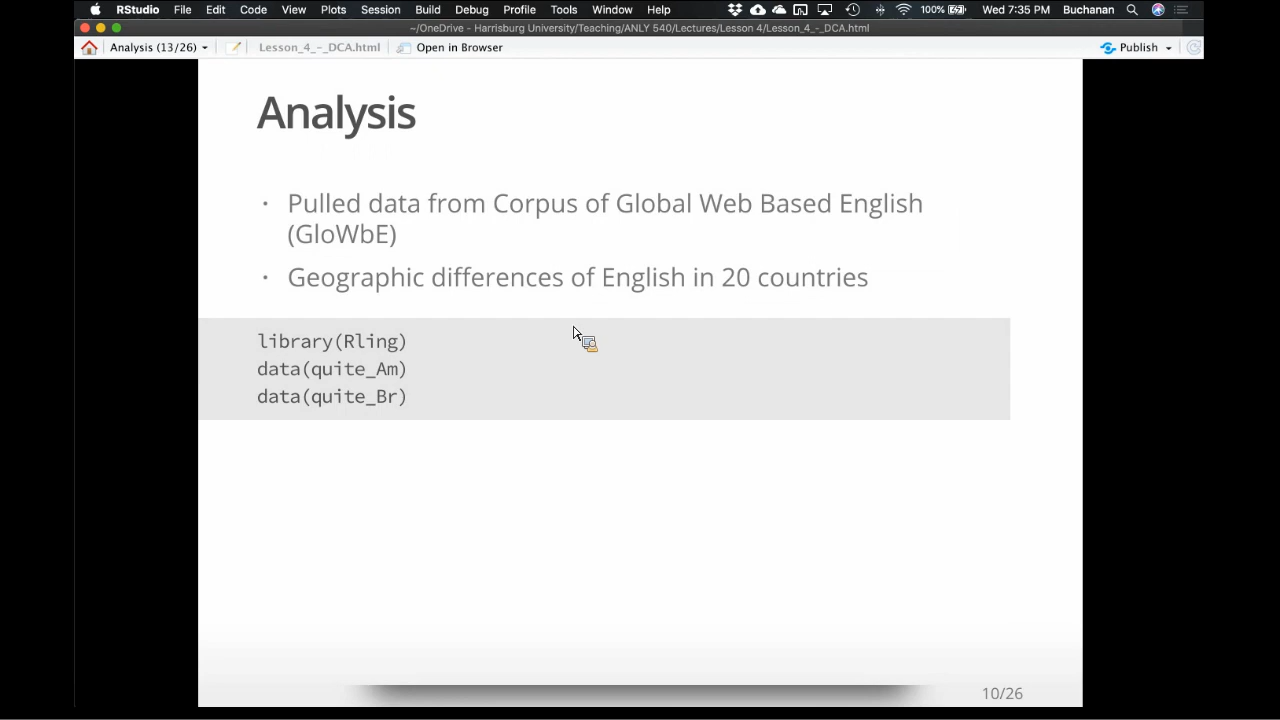 RStudio File Edit Code View Plots Session Build Debug Profile Tools Window Help 100% Wed 7:35 PM Buchanan
~/OneDrive - Harrisburg University/Teaching/ANLY 540/Lectures/Lesson 4/Lesson_4_-_DCA.html
Analysis (13/26) Lesson_4_-_DCA.html Open in Browser Publish
Analysis
• Pulled data from Corpus of Global Web Based English
(GloWbE)
• Geographic differences of English in 20 countries
library(Rling)
data(quite_Am)
data(quite_Br)
10/26